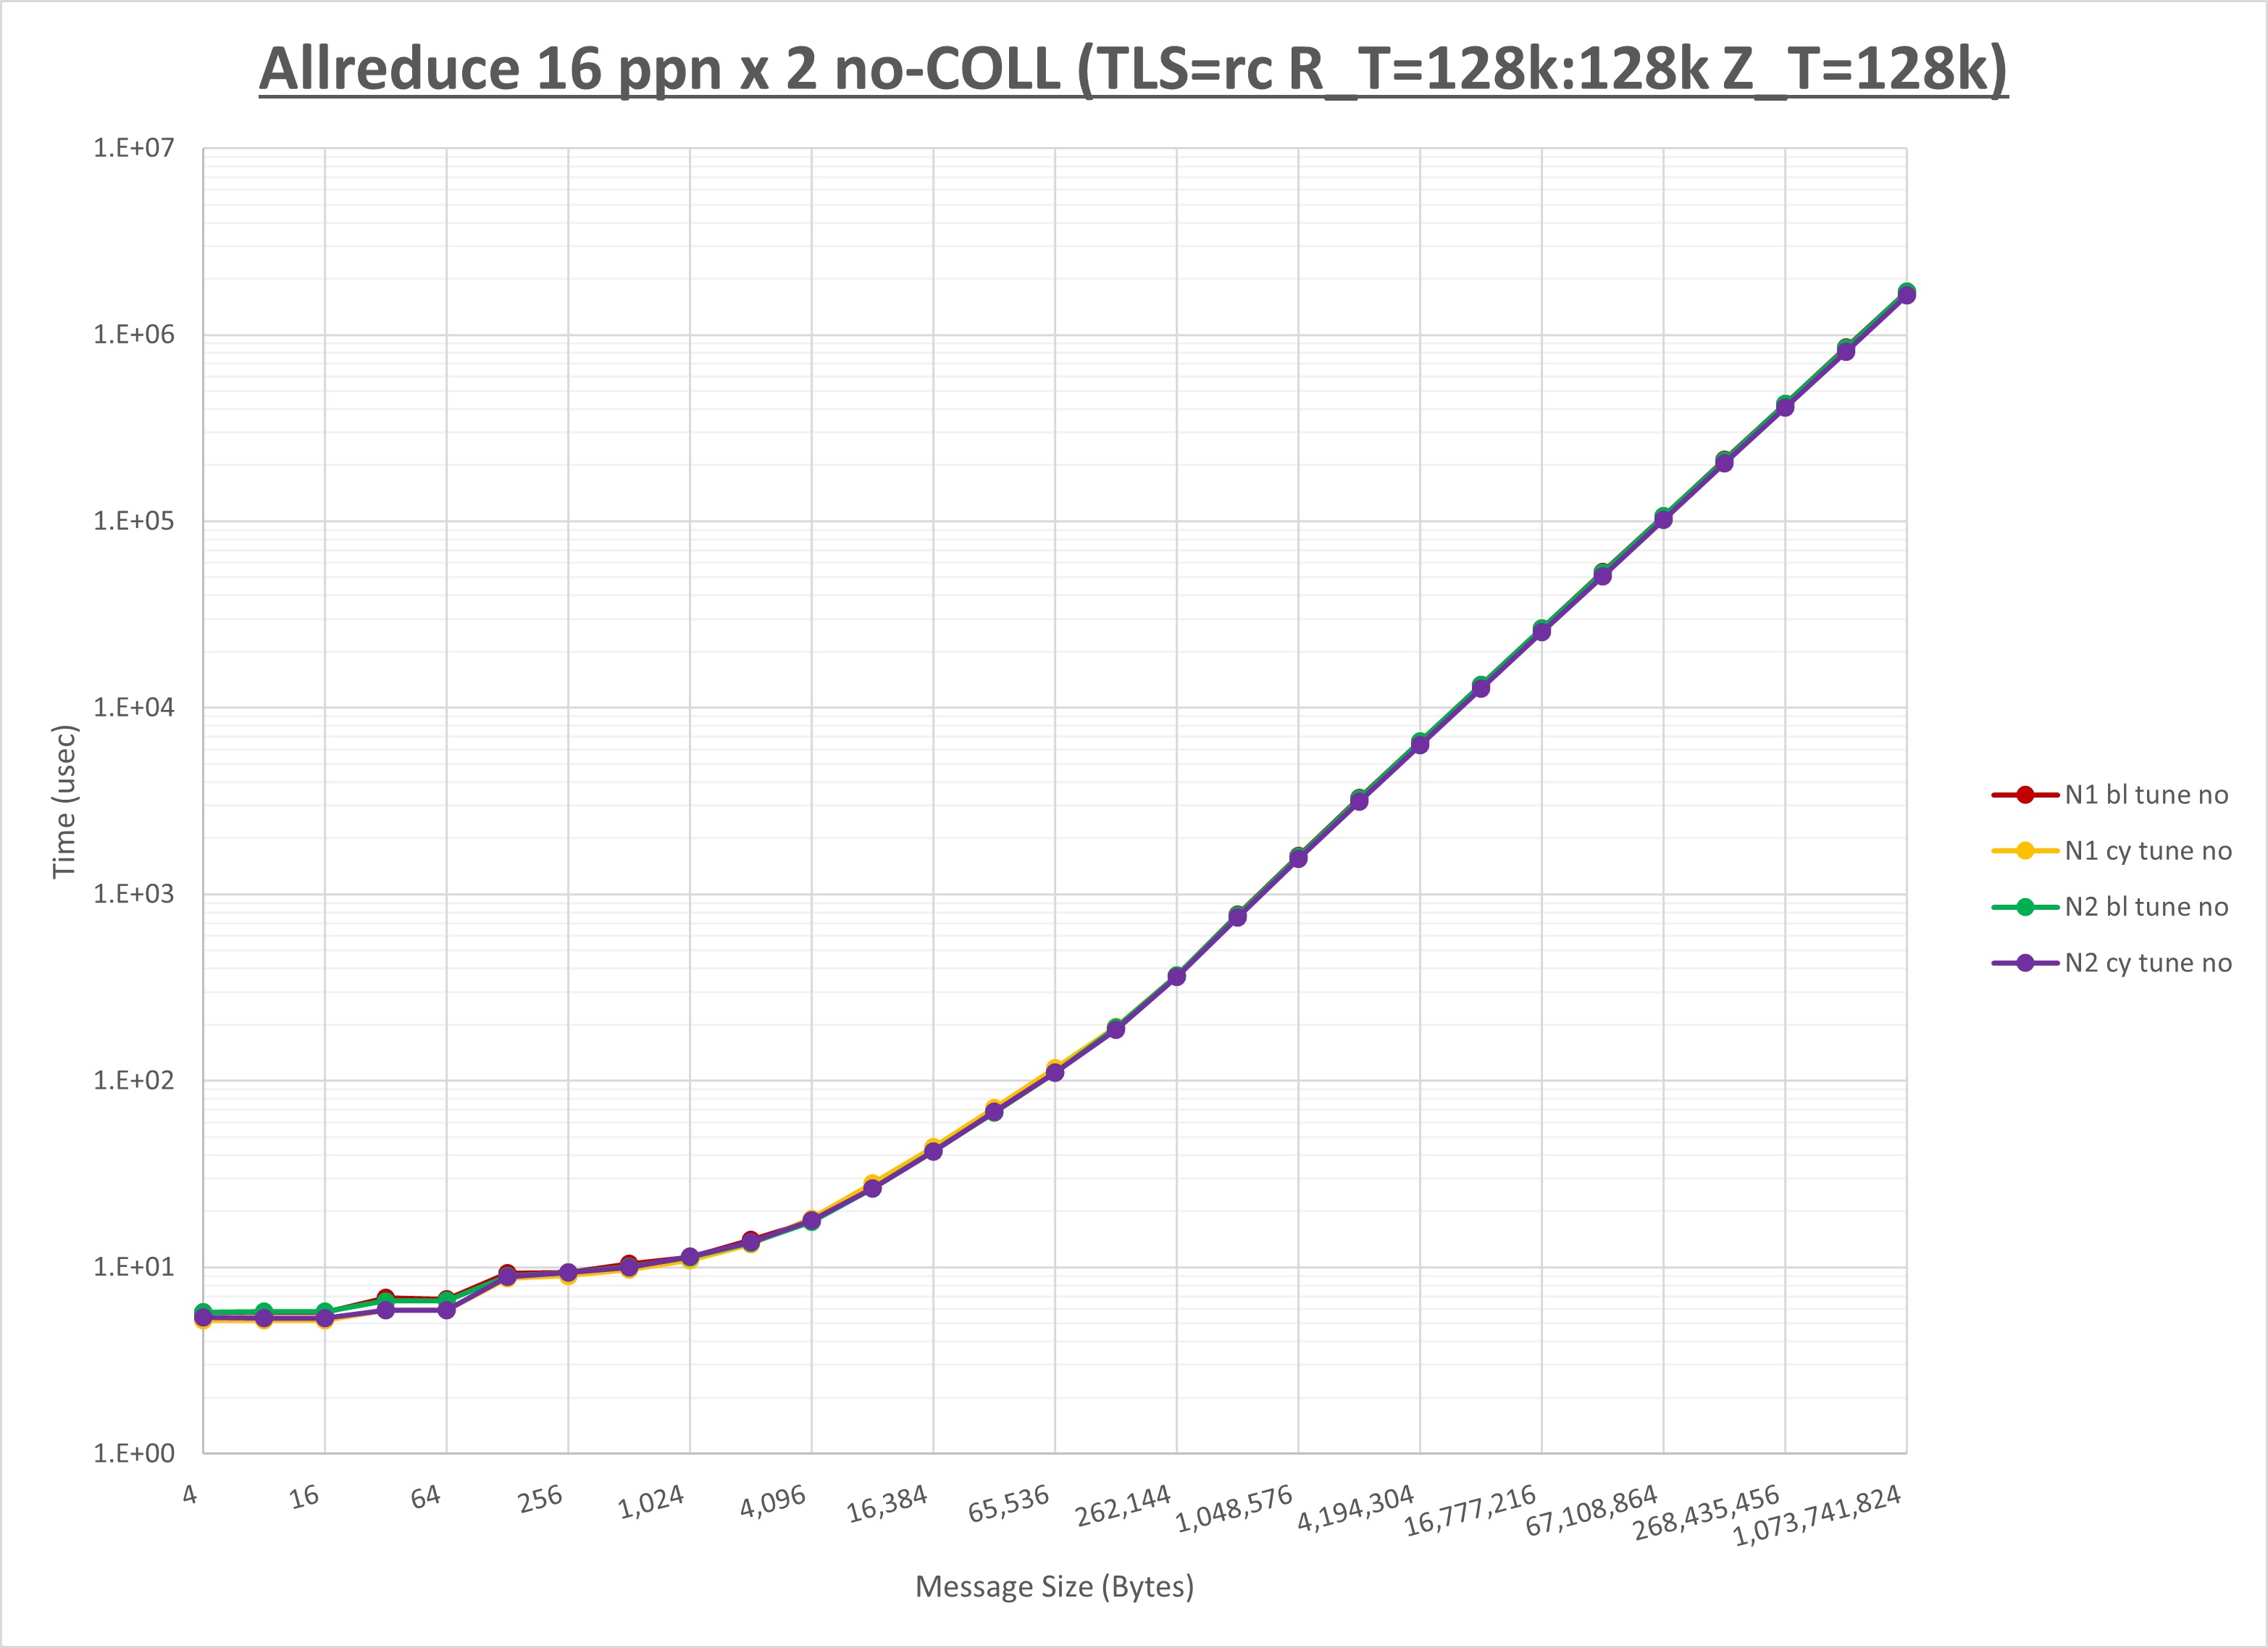 Allreduce 16 ppn x 2 no-COLL (TLS=rc R_T=128k:128k Z_T=128k)
1.E+07
1.E+06
1.E+05
1.E+04
1.E+03
1.E+02
1.E+01
1.E+00
Time (usec)
4
16
64
256
1,024
4,096
16,384
65,536
262,144
1,048,576
4,194,304
16,777,216
67,108,864
268,435,456
1,073,741,824
Message Size (Bytes)
N1 bl tune no
N1 cy tune no
N2 bl tune no
N2 cy tune no